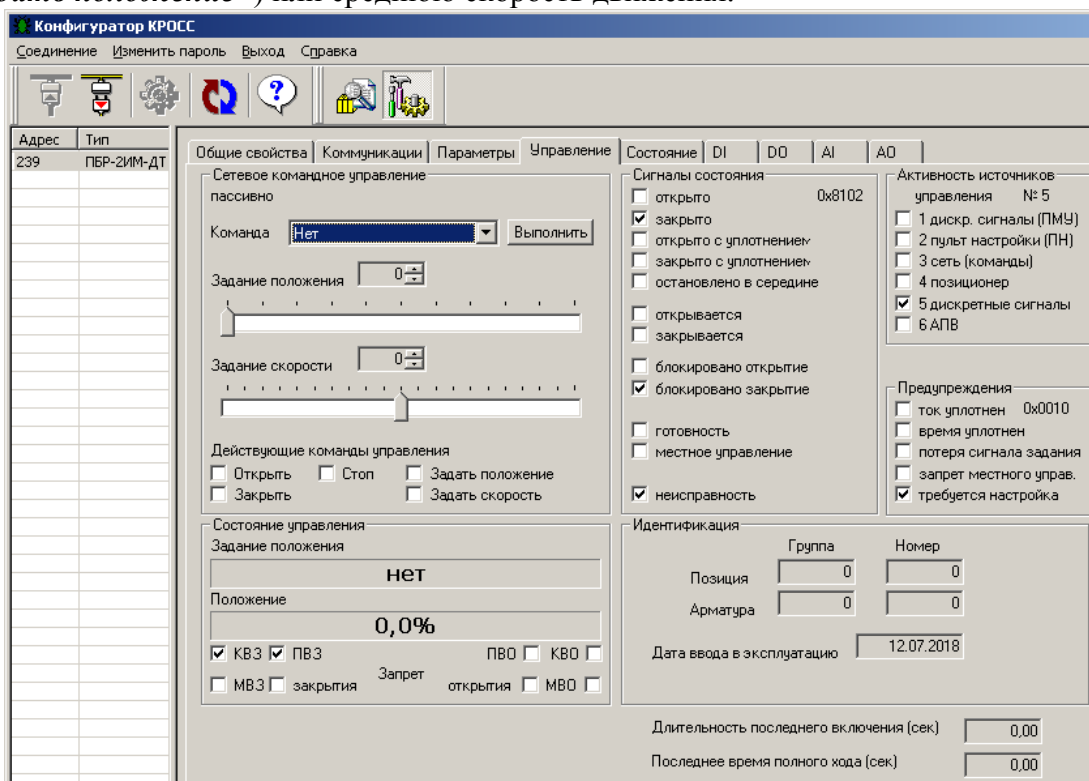 ать положение") или среднюю скорость движения.
Конфигуратор КРОСС
Соединение Изменить пароль Выход Справка
Адрес Тип
239 ПБР-2ИМ-ДТ
Общие свойства Коммуникации Параметры Управление Состояние DI DO AI AO
Сетевое командное управление
пассивно
Команда Нет Выполнить
Задание положения 0
Задание скорости 0
Действующие команды управления
Открыть Стоп Задать положение
Закрыть Задать скорость
Состояние управления
Задание положения
нет
Положение
0,0%
КВЗ ПВЗ ПВО КВО
Запрет
МВЗ закрытия открытия МВО
Сигналы состояния
открыто 0x8102
закрыто
открыто с уплотнением
закрыто с уплотнением
остановлено в середине
открывается
закрывается
блокировано открытие
блокировано закрытие
готовность
местное управление
неисправность
Активность источников
управления № 5
1 дискр. сигналы (ПМУ)
2 пульт настройки (ПН)
3 сеть (команды)
4 позиционер
5 дискретные сигналы
6 АПВ
Предупреждения
ток уплотнен 0x0010
время уплотнен
потеря сигнала задания
запрет местного управ.
требуется настройка
Идентификация
Группа Номер
Позиция 0 0
Арматура 0 0
Дата ввода в эксплуатацию 12.07.2018
Длительность последнего включения (сек) 0,00
Последнее время полного хода (сек) 0,00